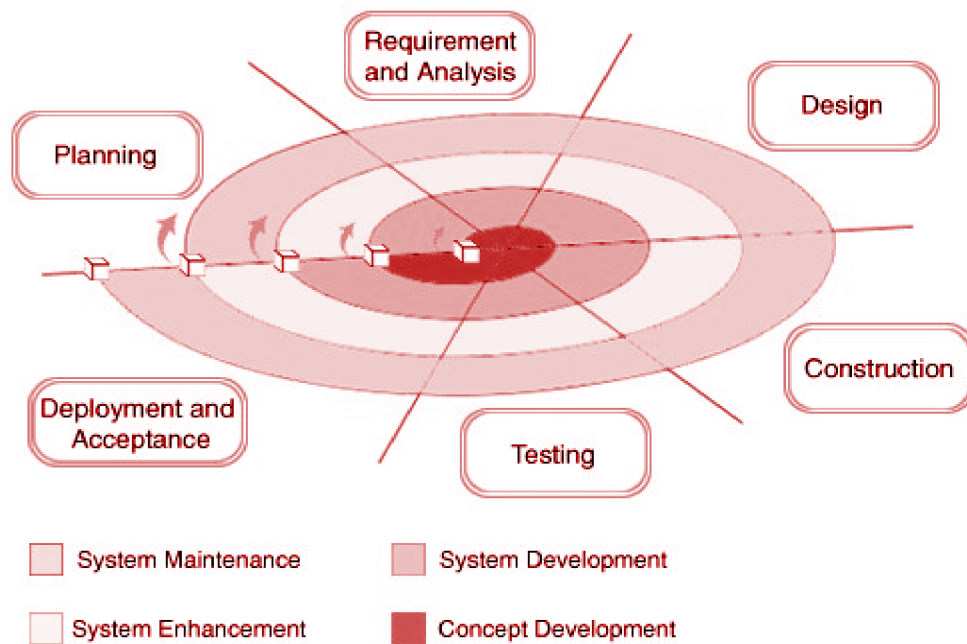 Requirement
and Analysis
Design
Planning
Construction
Deployment and
Acceptance
Testing
System Maintenance
System Development
System Enhancement
Concept Development